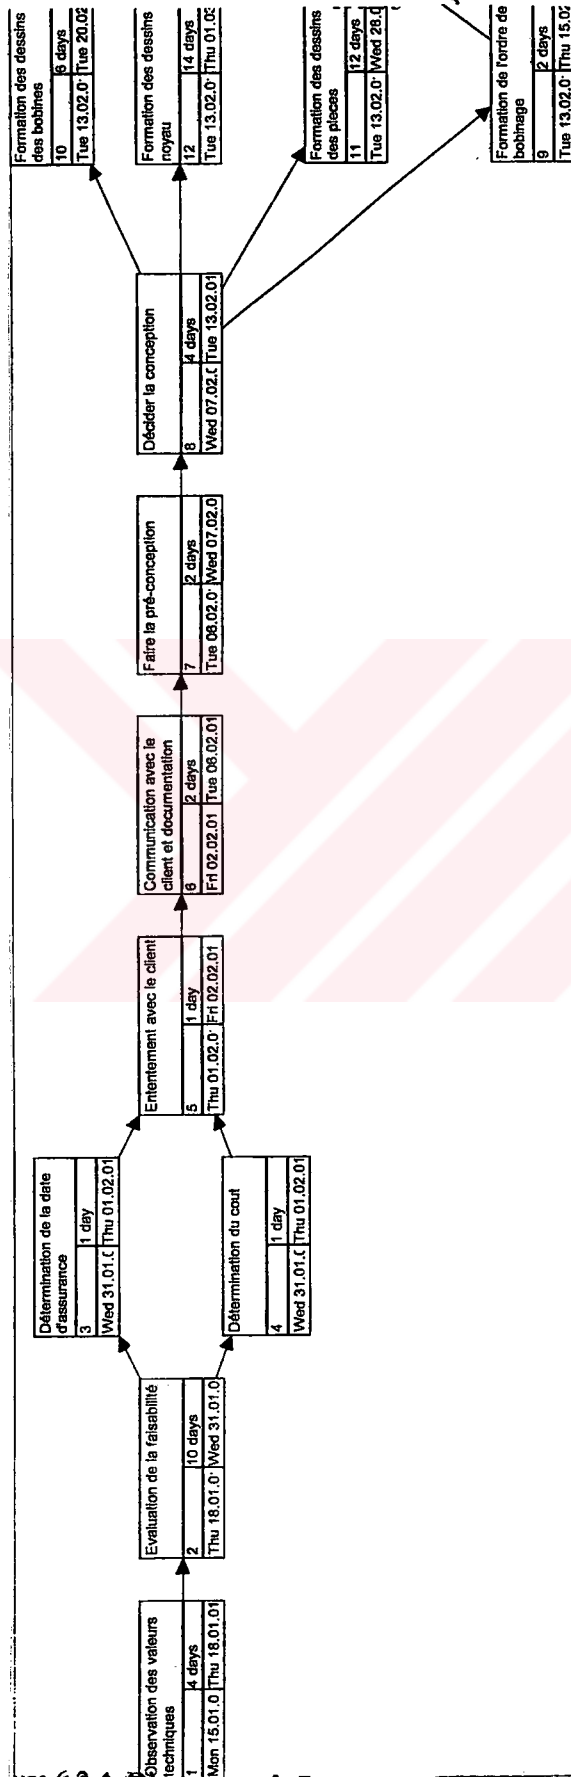 Observation des valeurs
techniques
1
4 days
Mon 15.01.0
Thu 18.01.01
Evaluation de la faisabilité
2
10 days
Thu 18.01.0
Wed 31.01.0
Détermination de la date
d'assurance
3
1 day
Wed 31.01.0
Thu 01.02.01
Détermination du cout
4
1 day
Wed 31.01.0
Thu 01.02.01
Ententement avec le client
5
1 day
Thu 01.02.0
Fri 02.02.01
Communication avec le
client et documentation
6
2 days
Fri 02.02.01
Tue 06.02.01
Faire la pré-conception
7
2 days
Tue 06.02.0
Wed 07.02.0
Décider la conception
8
4 days
Wed 07.02.0
Tue 13.02.01
Formation des dessins
des bobines
10
6 days
Tue 13.02.0
Tue 20.02
Formation des dessins
noyau
12
14 days
Tue 13.02.0
Thu 01.03
Formation des dessins
des pieces
11
12 days
Tue 13.02.0
Wed 28.0
Formation de l'ordre de
bobinage
9
2 days
Tue 13.02.0
Thu 15.02